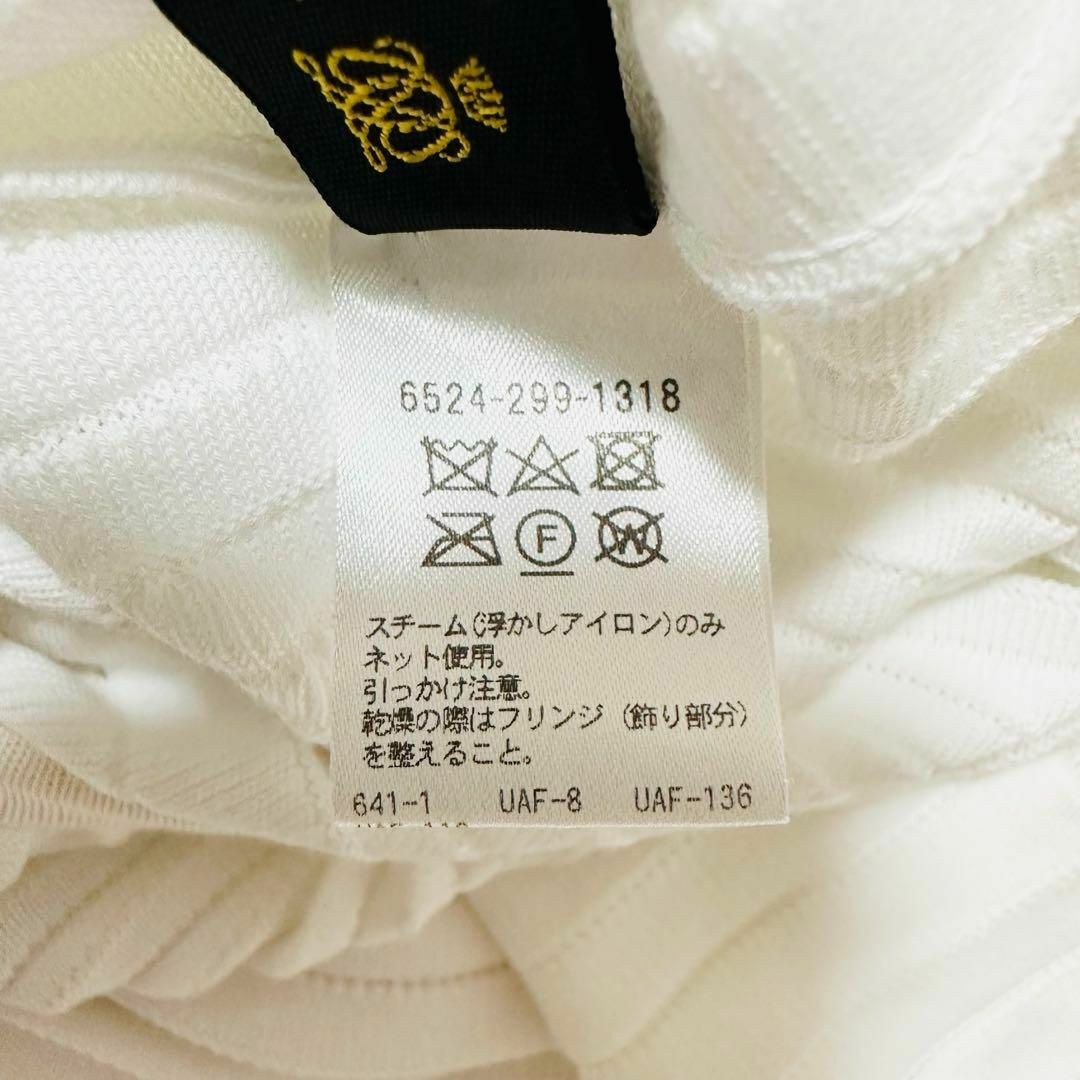 6524-299-1318
F
W
スチーム(浮かしアイロン)のみ
ネット使用。
引っかけ注意。
乾燥の際はフリンジ (飾り部分)
を整えること。
641-1 UAF-8 UAF-136